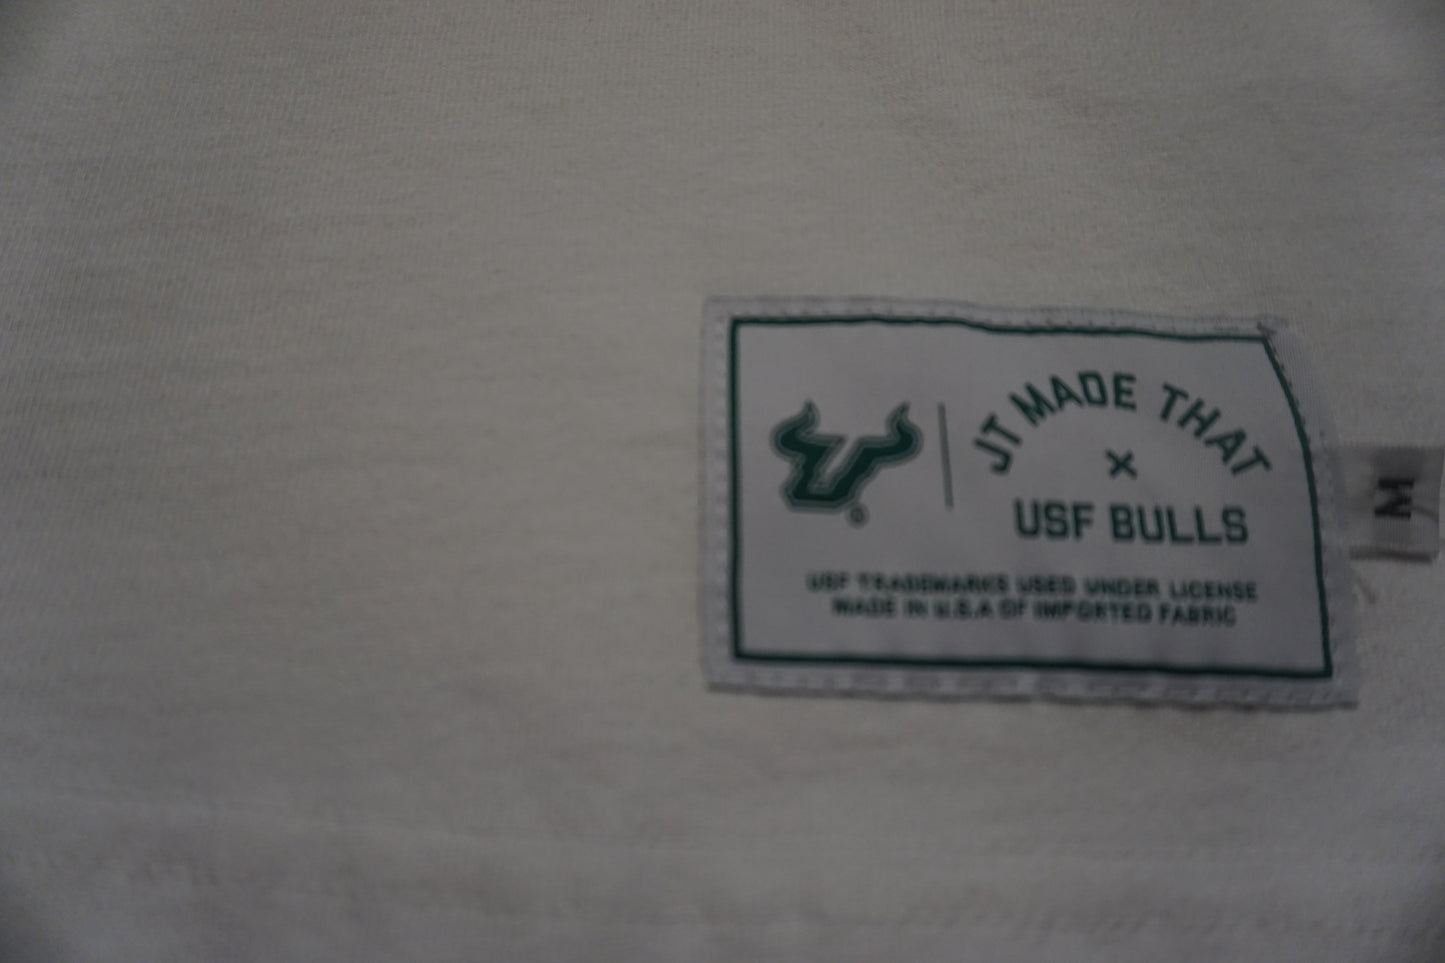 JT MADE THAT
X
USF BULLS
USF TRADEMARKS USED UNDER LICENSE
MADE IN U.S.A OF IMPORTED FABRIC
M
®